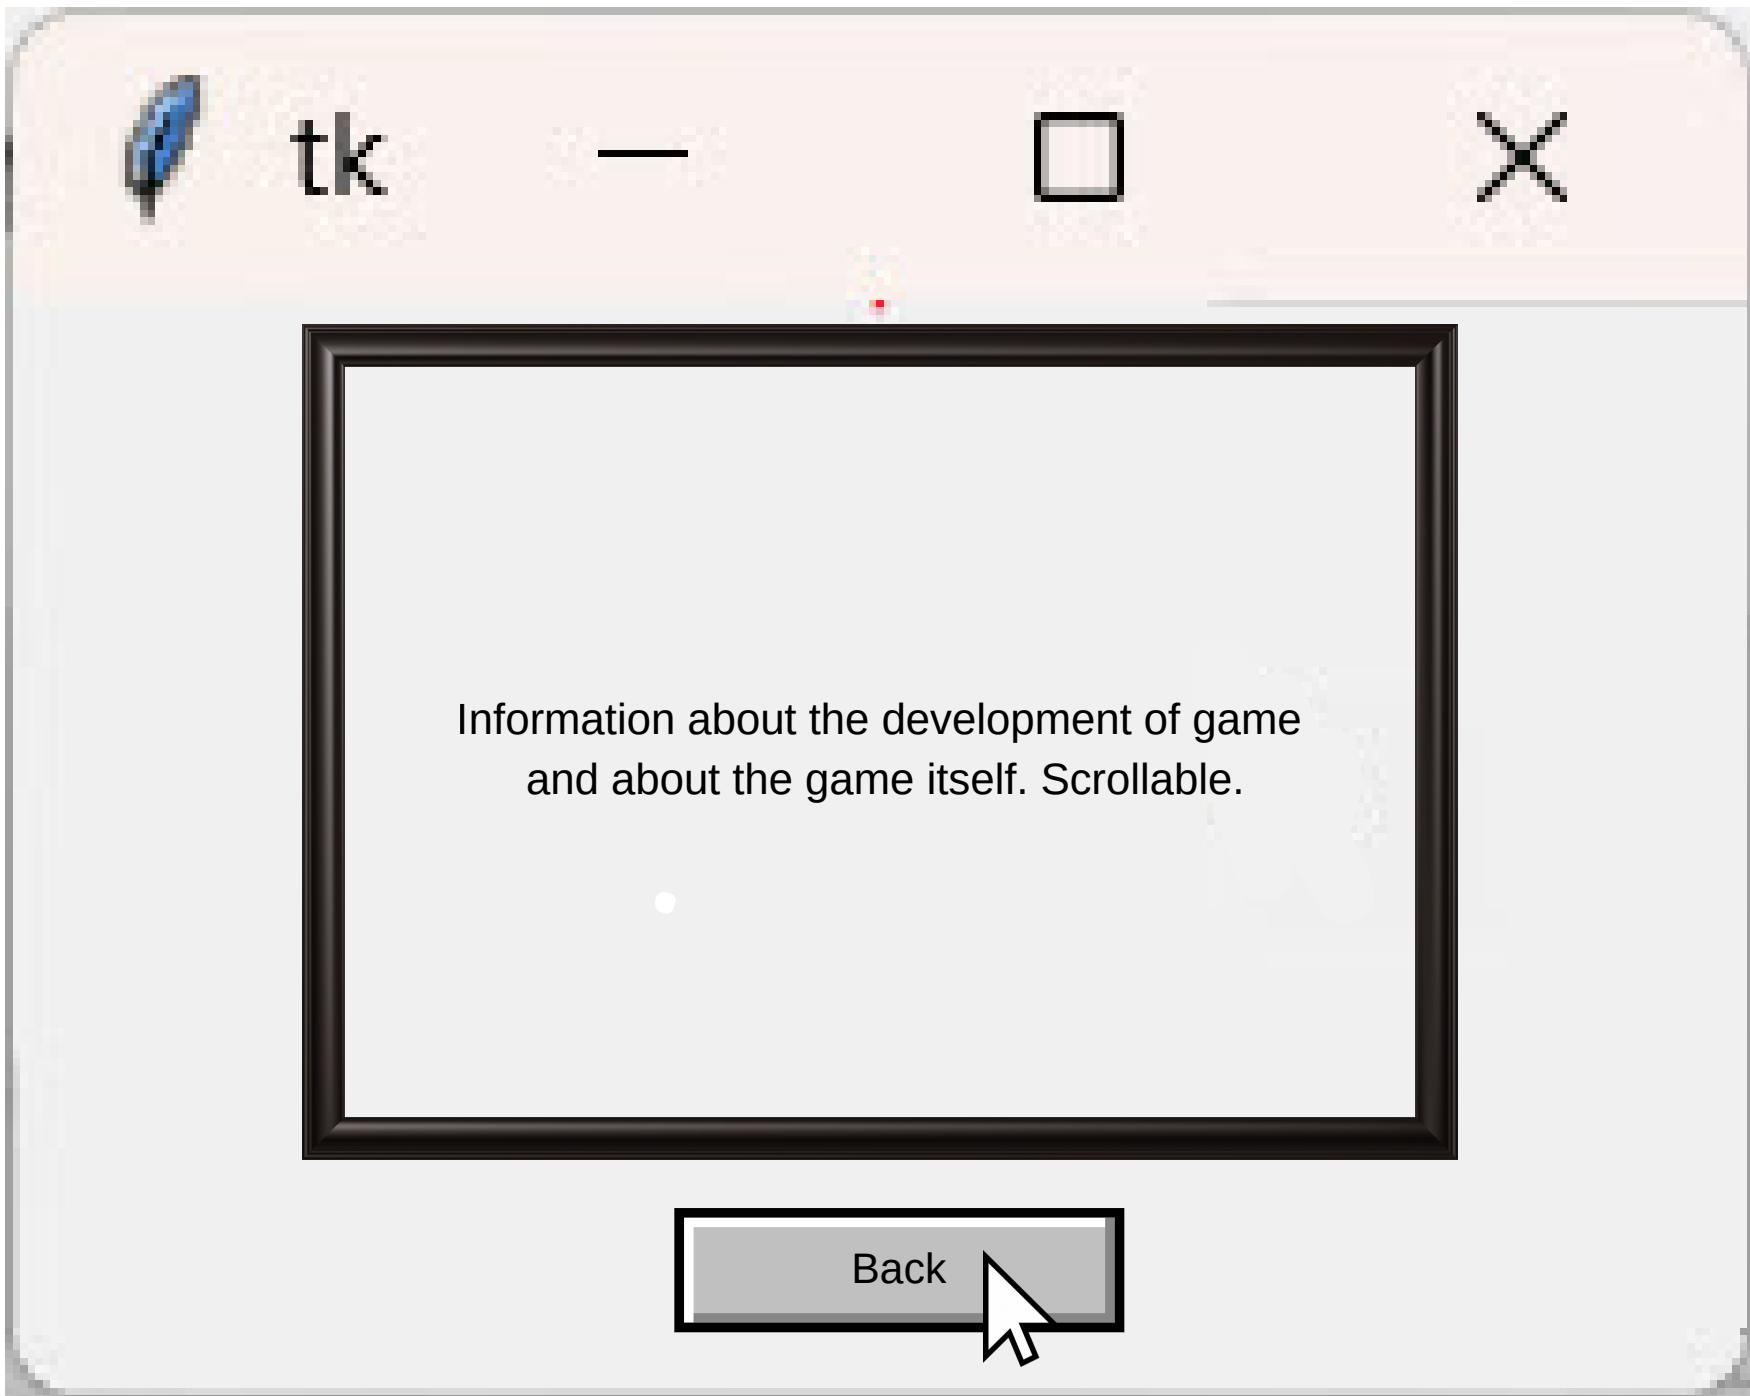 tk
Information about the development of game
and about the game itself. Scrollable.
Back